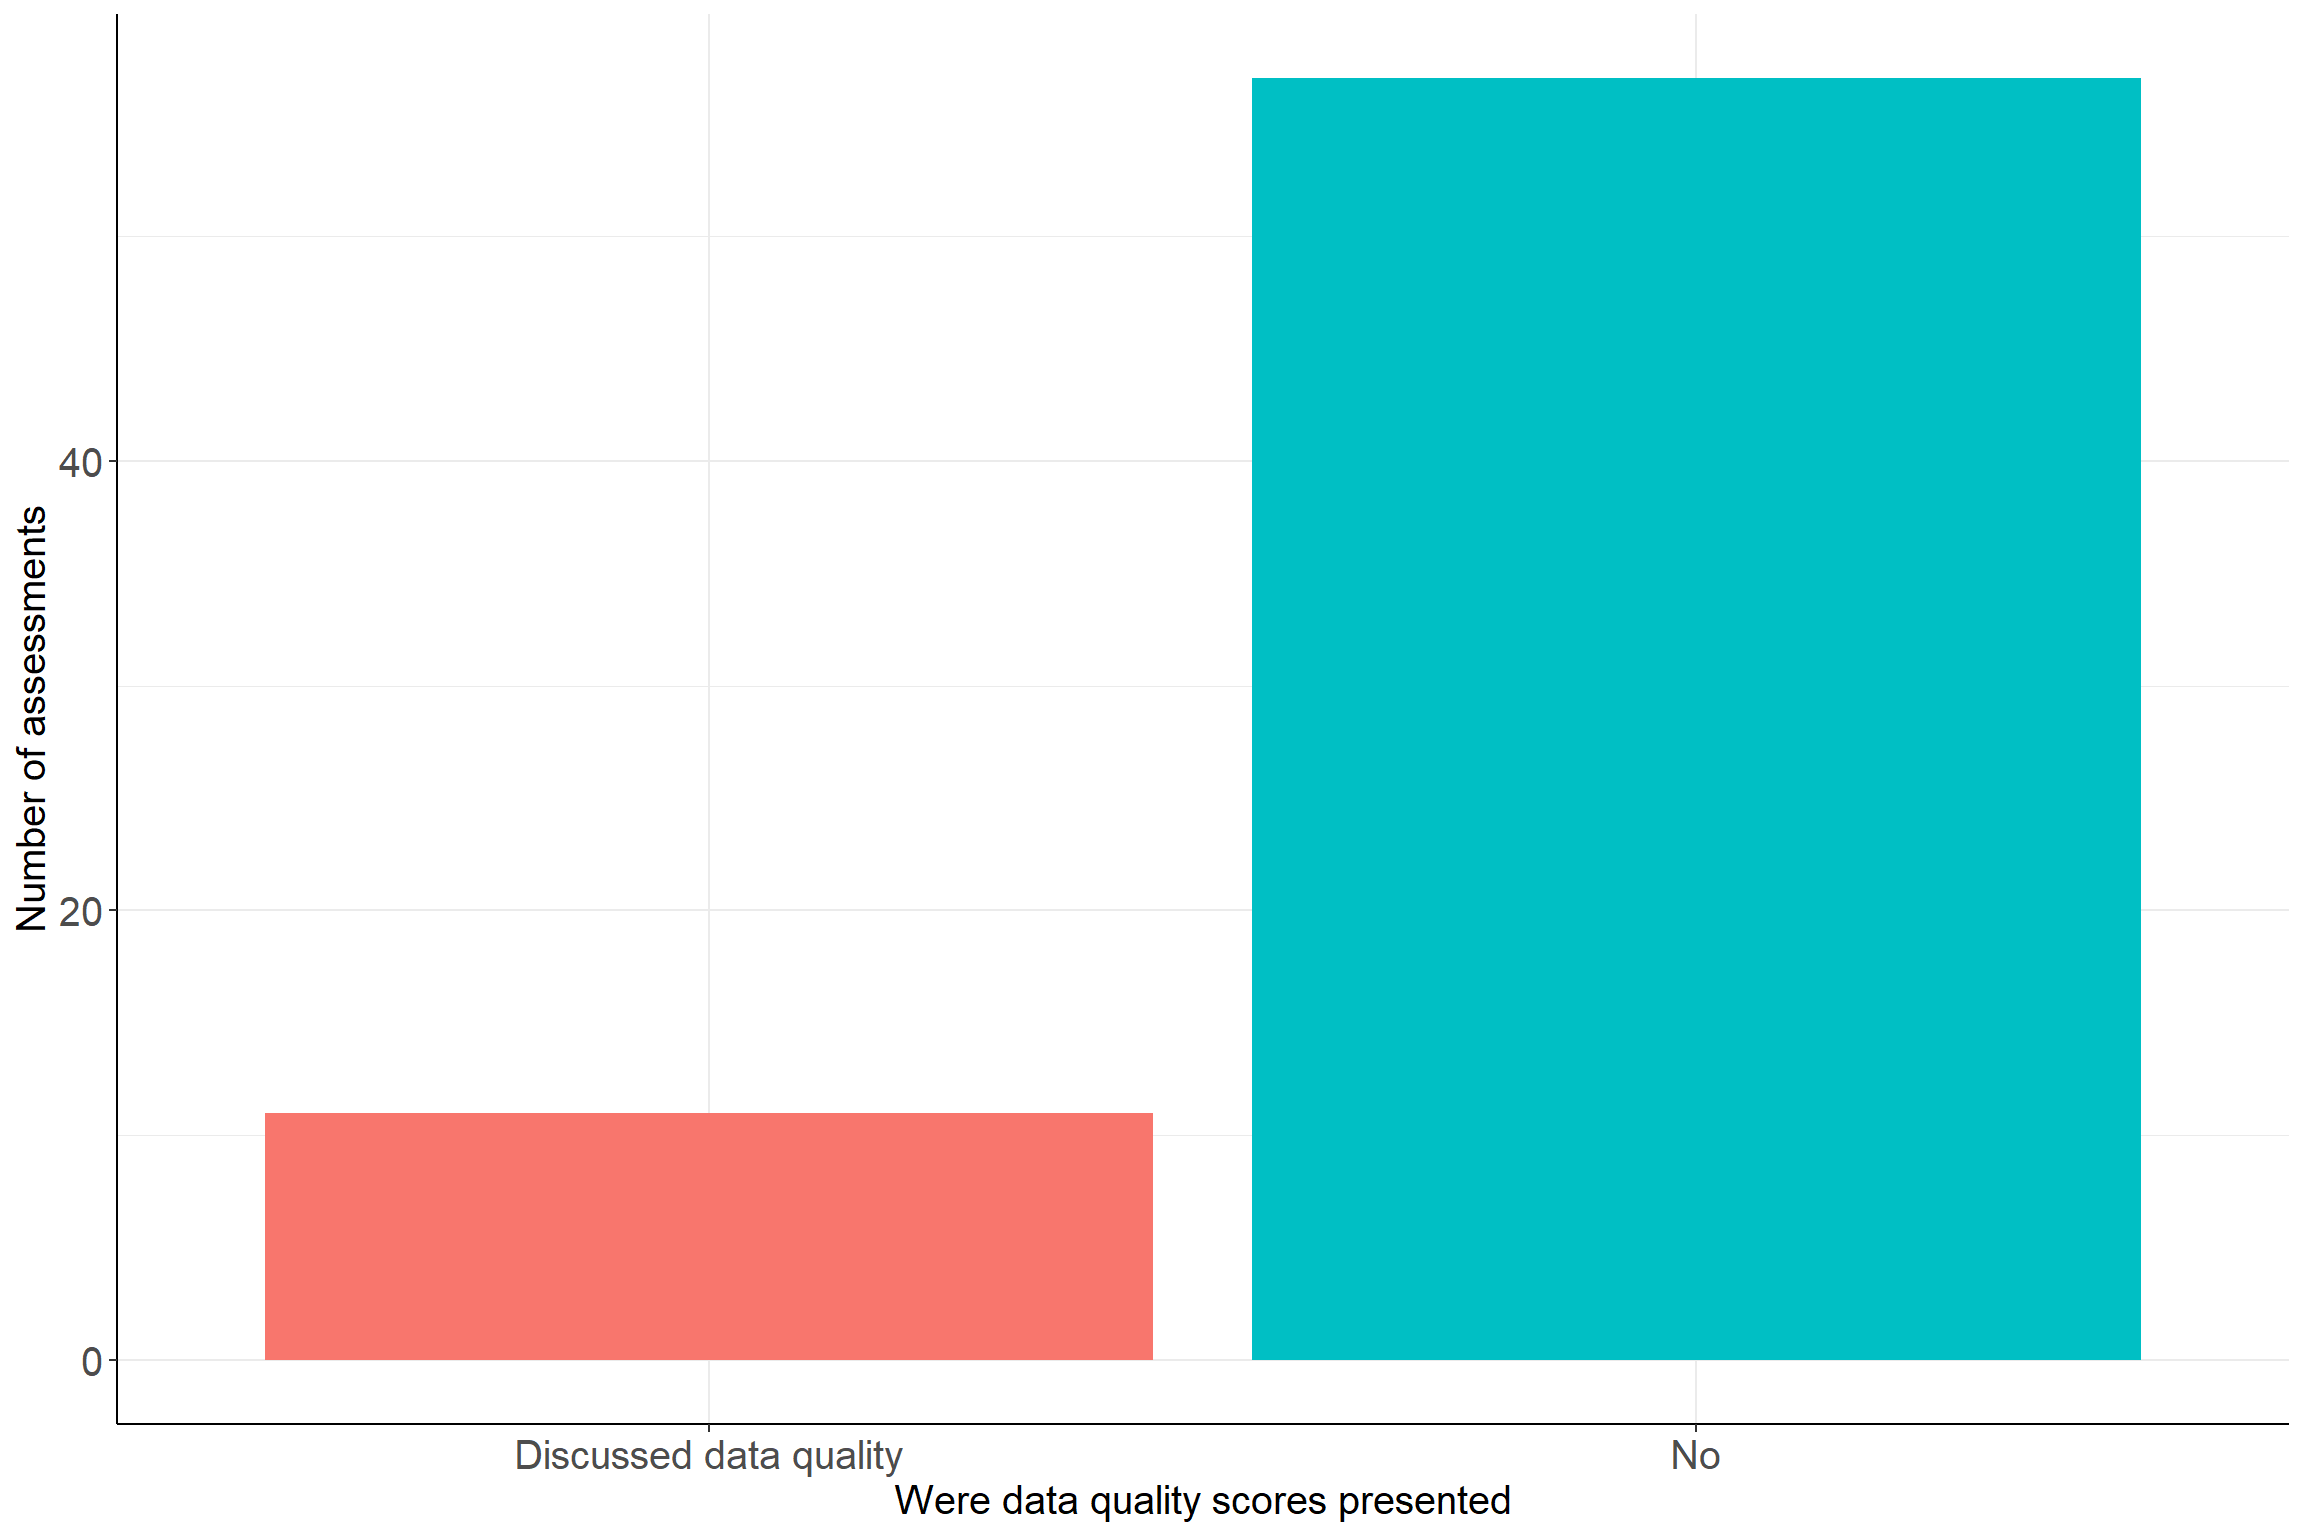 Number of assessments
40
20
0
Discussed data quality
No
Were data quality scores presented